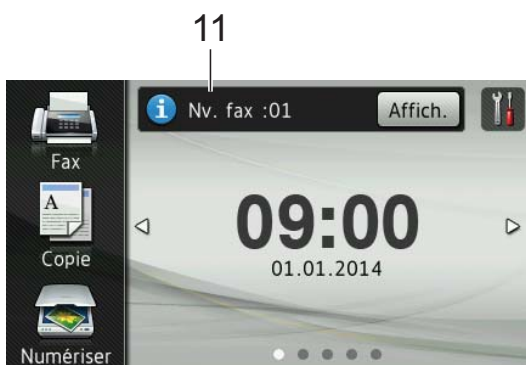 11
Nv. fax :01
Affich.
Fax
A
Copie
09:00
01.01.2014
Numériser